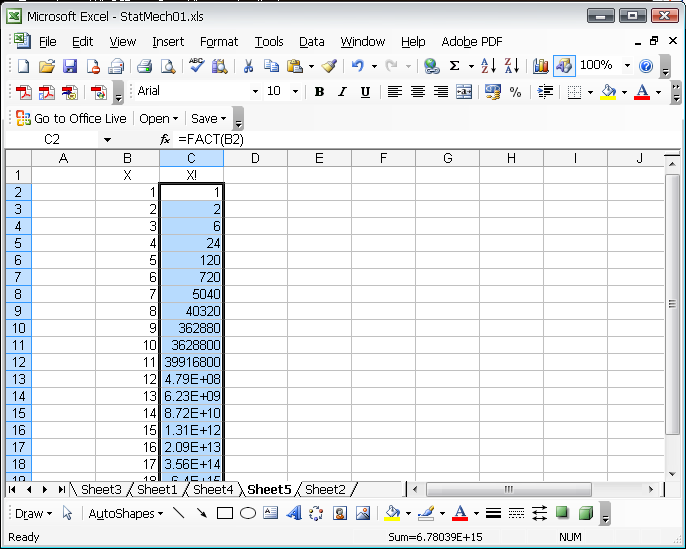 Microsoft Excel - StatMech01.xls
File Edit View Insert Format Tools Data Window Help Adobe PDF
Σ 100%
Arial 10 B I U $ %
Go to Office Live Open Save
C2 fx =FACT(B2)
A B C D E F G H I J
1 X X!
2 1 1
3 2 2
4 3 6
5 4 24
6 5 120
7 6 720
8 7 5040
9 8 40320
10 9 362880
11 10 3628800
12 11 39916800
13 12 4.79E+08
14 13 6.23E+09
15 14 8.72E+10
16 15 1.31E+12
17 16 2.09E+13
18 17 3.56E+14
19 18 6.4E+15
Sheet3 Sheet1 Sheet4 Sheet5 Sheet2
Draw AutoShapes A A
Ready Sum=6.78039E+15 NUM